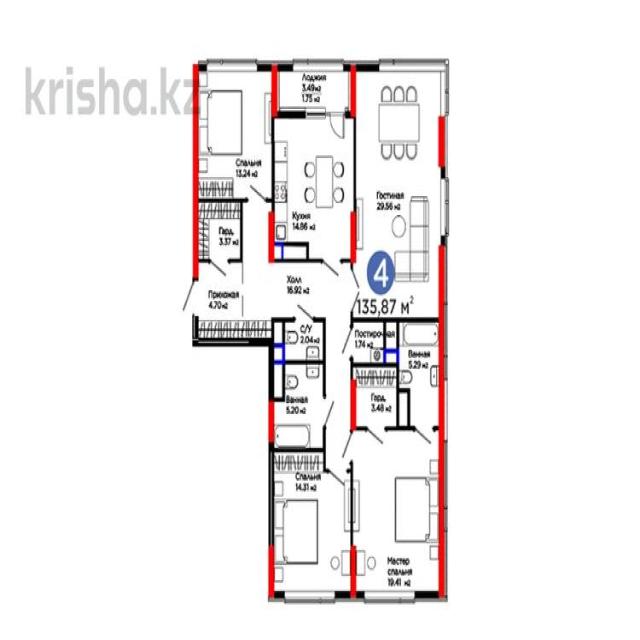 krisha.kz
Лоджия
3.49 м2
1.75 м2
Спальня
13.24 м2
Гостиная
29.56 м2
Кухня
14.86 м2
Гард.
3.37 м2
Холл
16.92 м2
4
135,87 м2
Прихожая
4.70 м2
С/У
2.04 м2
Постирочная
1.74 м2
Ванная
5.29 м2
Ванная
5.20 м2
Гард.
3.48 м2
Спальня
14.31 м2
Мастер
спальня
19.41 м2